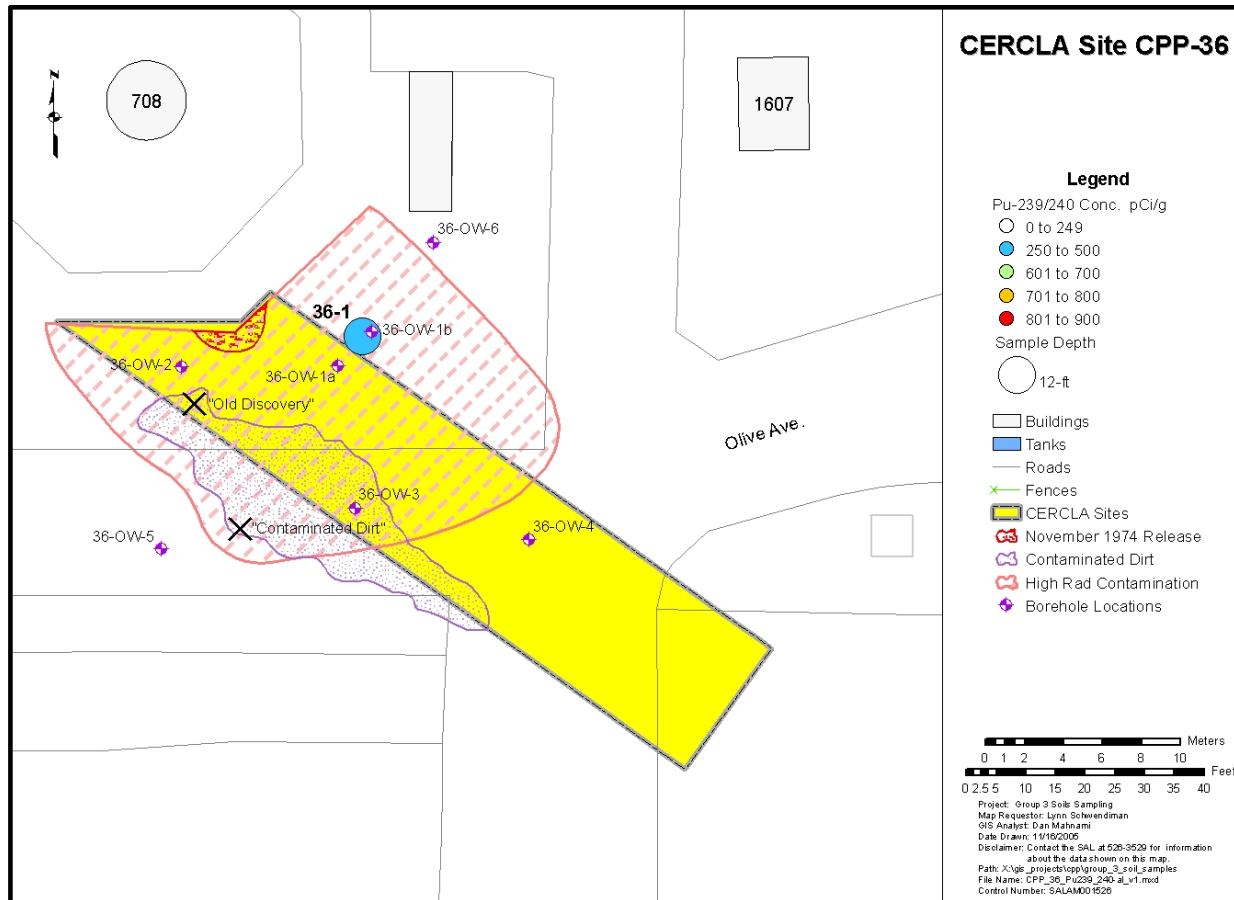 CERCLA Site CPP-36
N
708
1607
36-OW-6
36-1
36-OW-1b
36-OW-2
36-OW-1a
"Old Discovery"
Olive Ave.
36-OW-3
"Contaminated Dirt"
36-OW-4
36-OW-5
Legend
Pu-239/240 Conc. pCi/g
0 to 249
250 to 500
601 to 700
701 to 800
801 to 900
Sample Depth
12-ft
Buildings
Tanks
Roads
Fences
CERCLA Sites
November 1974 Release
Contaminated Dirt
High Rad Contamination
Borehole Locations
Meters
0 1 2 4 6 8 10
Feet
0 2.5 5 10 15 20 25 30 35 40
Project: Group 3 Soils Sampling
Map Requestor: Lynn Schwendiman
GIS Analyst: Dan Mahnami
Date Drawn: 11/16/2005
Disclaimer: Contact the SAL at 526-3529 for information
about the data shown on this map.
Path: X:\gis_projects\cpp\group_3_soil_samples
File Name: CPP_36_Pu239_240-al_v1.mxd
Control Number: SALAM001526